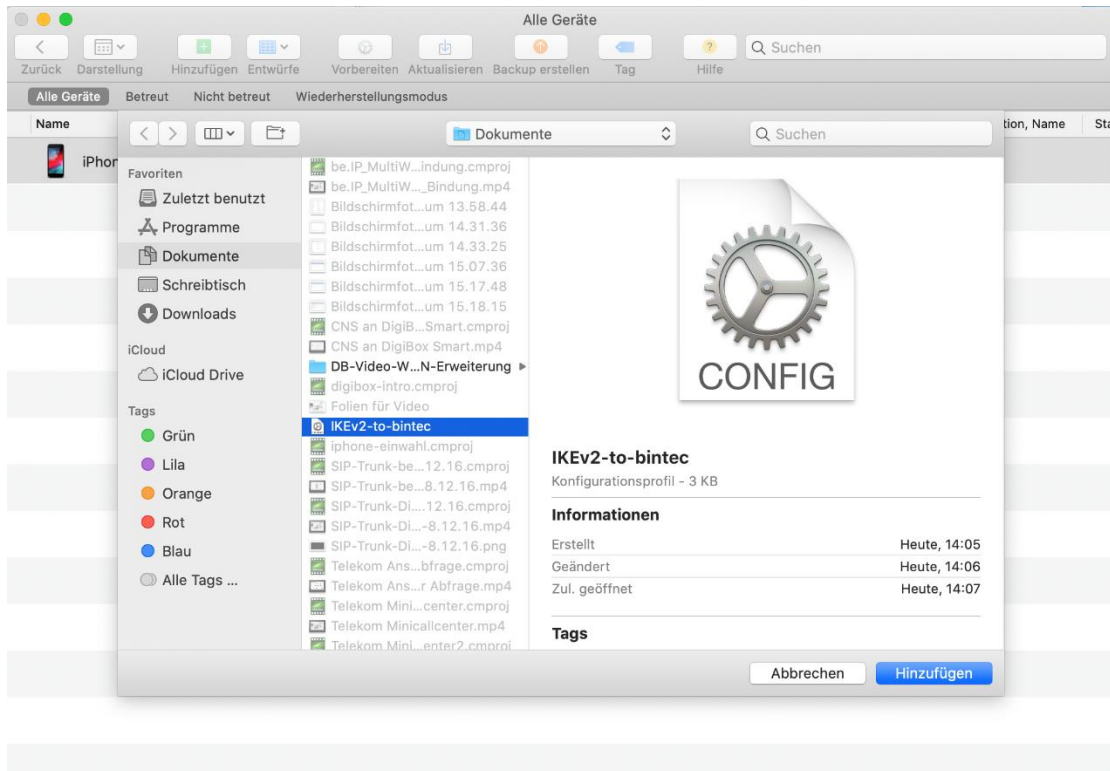 Alle Geräte
Suchen
Zurück Darstellung Hinzufügen Entwürfe Vorbereiten Aktualisieren Backup erstellen Tag Hilfe
Alle Geräte Betreut Nicht betreut Wiederherstellungsmodus
Name tion, Name Sta
iPhor
Dokumente
Suchen
Favoriten
Zuletzt benutzt
Programme
Dokumente
Schreibtisch
Downloads
iCloud
iCloud Drive
Tags
Grün
Lila
Orange
Rot
Blau
Alle Tags ...
be.IP_MultiW...indung.cmproj
be.IP_MultiW..._Bindung.mp4
Bildschirmfot...um 13.58.44
Bildschirmfot...um 14.31.36
Bildschirmfot...um 14.33.25
Bildschirmfot...um 15.07.36
Bildschirmfot...um 15.17.48
Bildschirmfot...um 15.18.15
CNS an DigiB...Smart.cmproj
CNS an DigiBox Smart.mp4
DB-Video-W...N-Erweiterung
digibox-intro.cmproj
Folien für Video
IKEv2-to-bintec
iphone-einwahl.cmproj
SIP-Trunk-be...12.16.cmproj
SIP-Trunk-be...8.12.16.mp4
SIP-Trunk-Di....12.16.cmproj
SIP-Trunk-Di...-8.12.16.mp4
SIP-Trunk-Di...-8.12.16.png
Telekom Ans...bfrage.cmproj
Telekom Ans...r Abfrage.mp4
Telekom Mini...center.cmproj
Telekom Minicallcenter.mp4
Telekom Mini...enter2.cmproj
CONFIG
IKEv2-to-bintec
Konfigurationsprofil - 3 KB
Informationen
Erstellt Heute, 14:05
Geändert Heute, 14:06
Zul. geöffnet Heute, 14:07
Tags
Abbrechen Hinzufügen